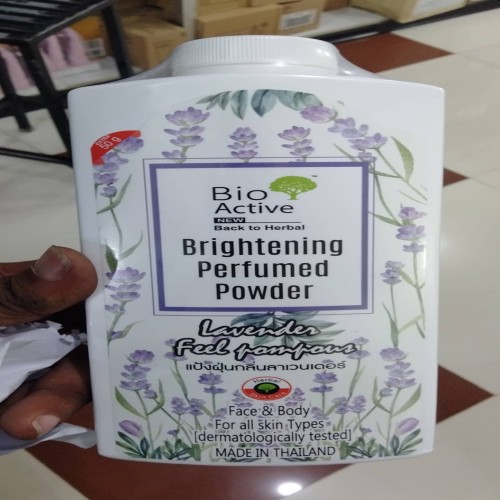 50 g
Bio
Active
NEW
Back to Herbal
Brightening
Perfumed
Powder
Lavender
Feel pompous
แป้งฝุ่นกลิ่นลาเวนเดอร์
Herbal
Face & Body
For all skin Types
[dermatologically tested]
MADE IN THAILAND